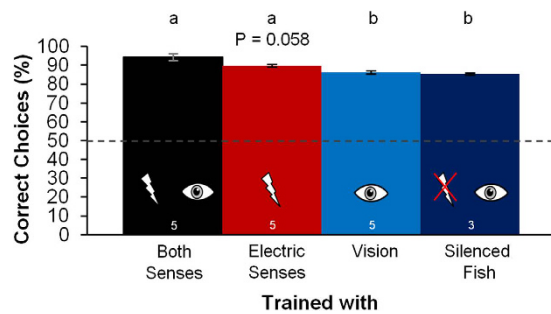 a a b b
P = 0.058
Correct Choices (%)
100
90
80
70
60
50
40
30
20
10
0
5 5 5 3
Both Senses
Electric Senses
Vision
Silenced Fish
Trained with